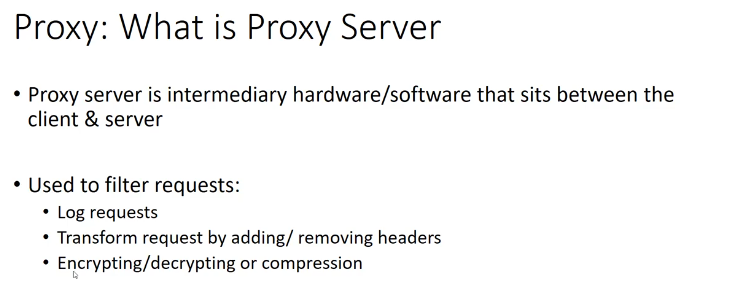 Proxy: What is Proxy Server
• Proxy server is intermediary hardware/software that sits between the
client & server
• Used to filter requests:
• Log requests
• Transform request by adding/ removing headers
• Encrypting/decrypting or compression